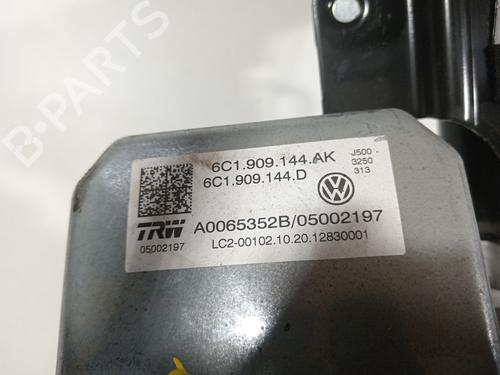 B-PARTS
6C1.909.144.AK
6C1.909.144.D
J500-
3250
313
TRW
05002197
A0065352B/05002197
LC2-00102.10.20.12830001